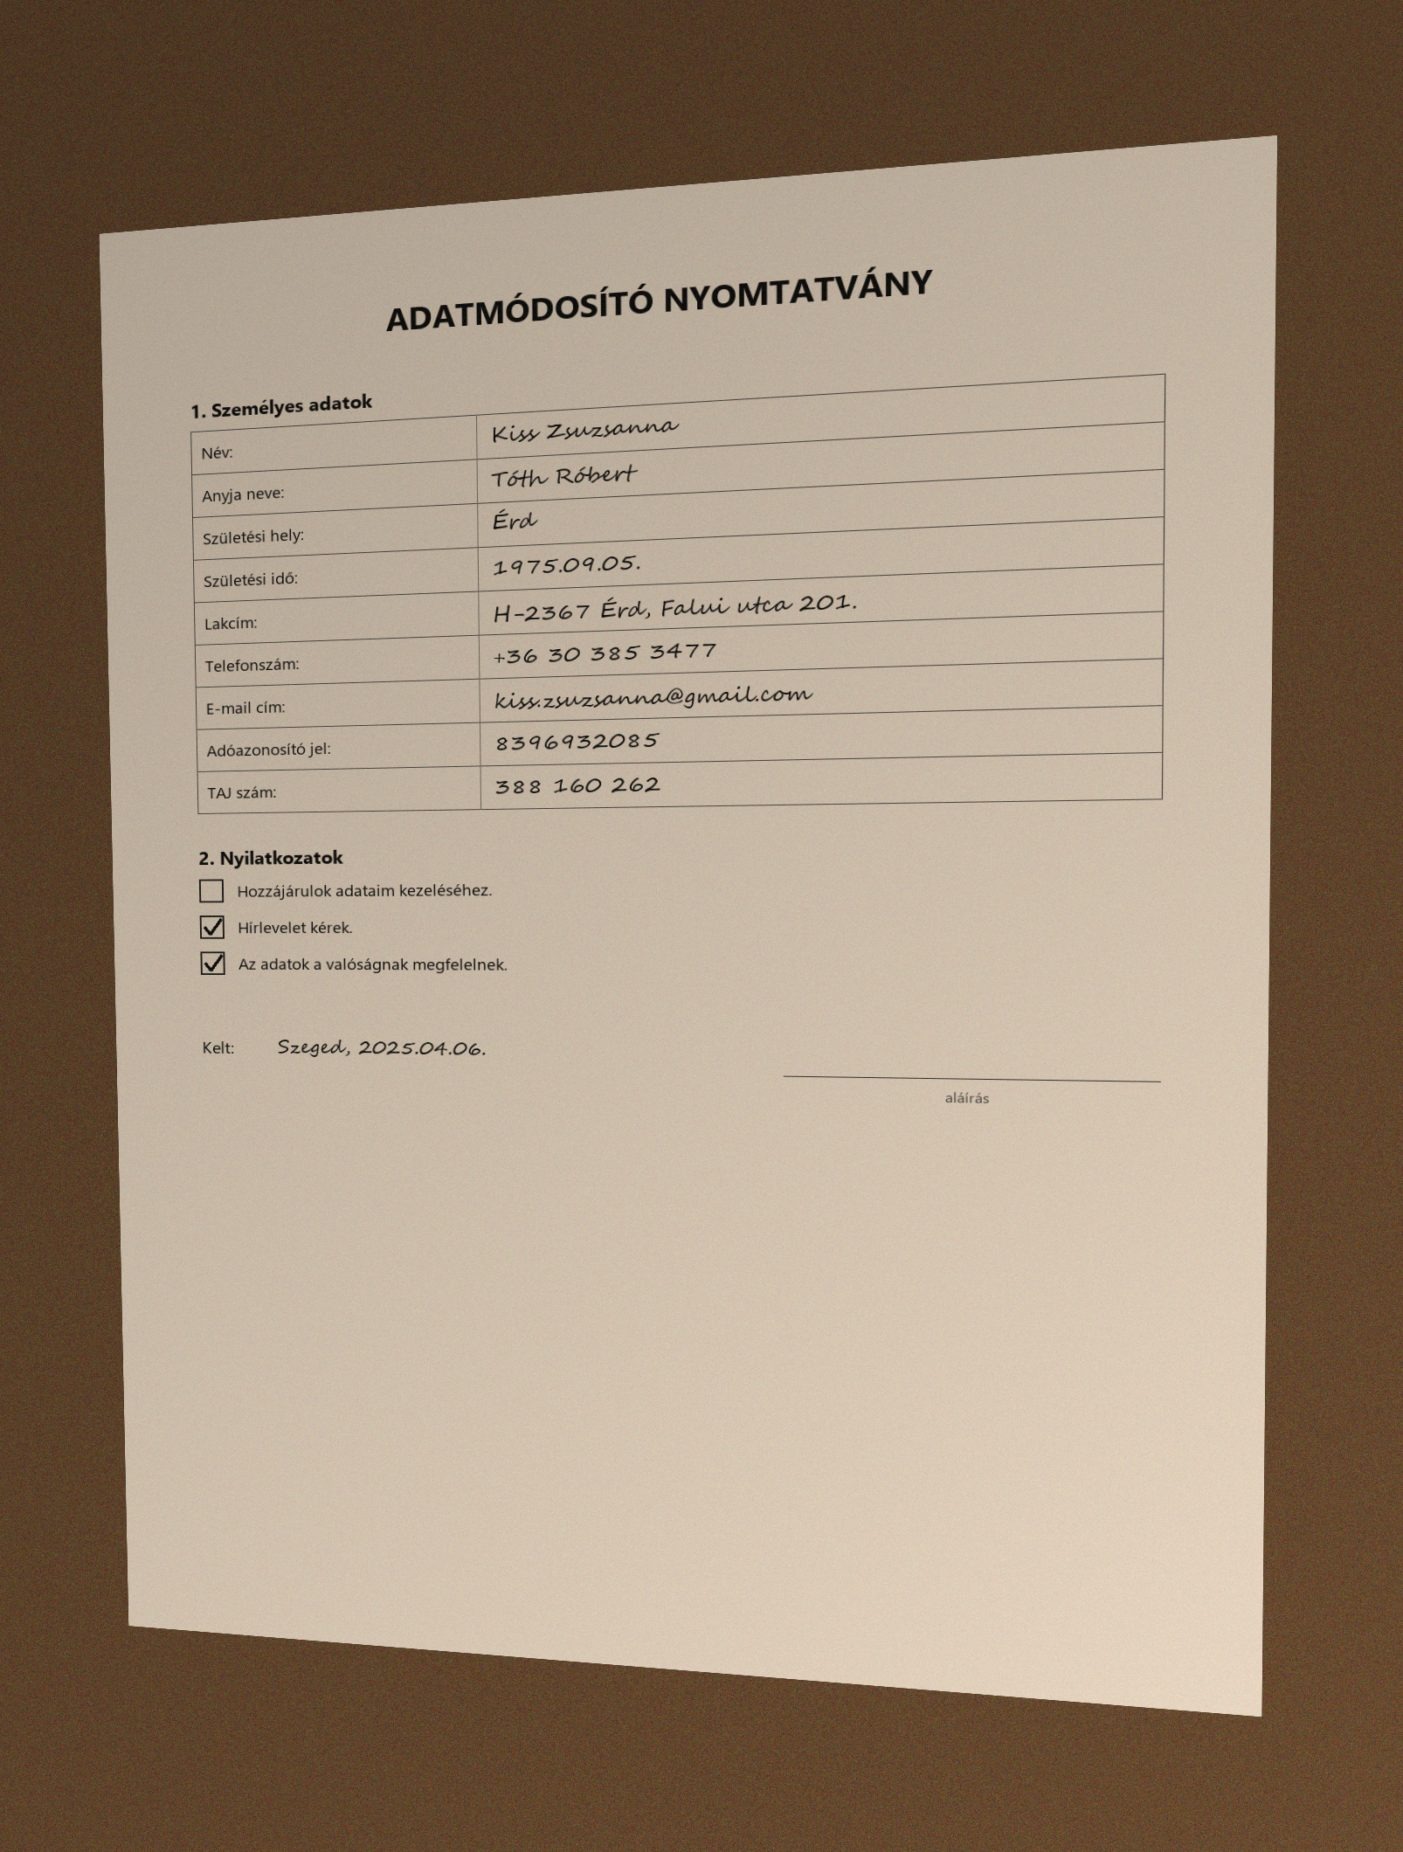 ADATMÓDOSÍTÓ NYOMTATVÁNY
1. Személyes adatok
Név: Kiss Zsuzsanna
Anyja neve: Tóth Róbert
Születési hely: Érd
Születési idő: 1975.09.05.
Lakcím: H-2367 Érd, Falui utca 201.
Telefonszám: +36 30 385 3477
E-mail cím: kiss.zsuzsanna@gmail.com
Adóazonosító jel: 8396932085
TAJ szám: 388 160 262
2. Nyilatkozatok
Hozzájárulok adataim kezeléséhez.
Hírlevelet kérek.
Az adatok a valóságnak megfelelnek.
Kelt: Szeged, 2025.04.06.
aláírás